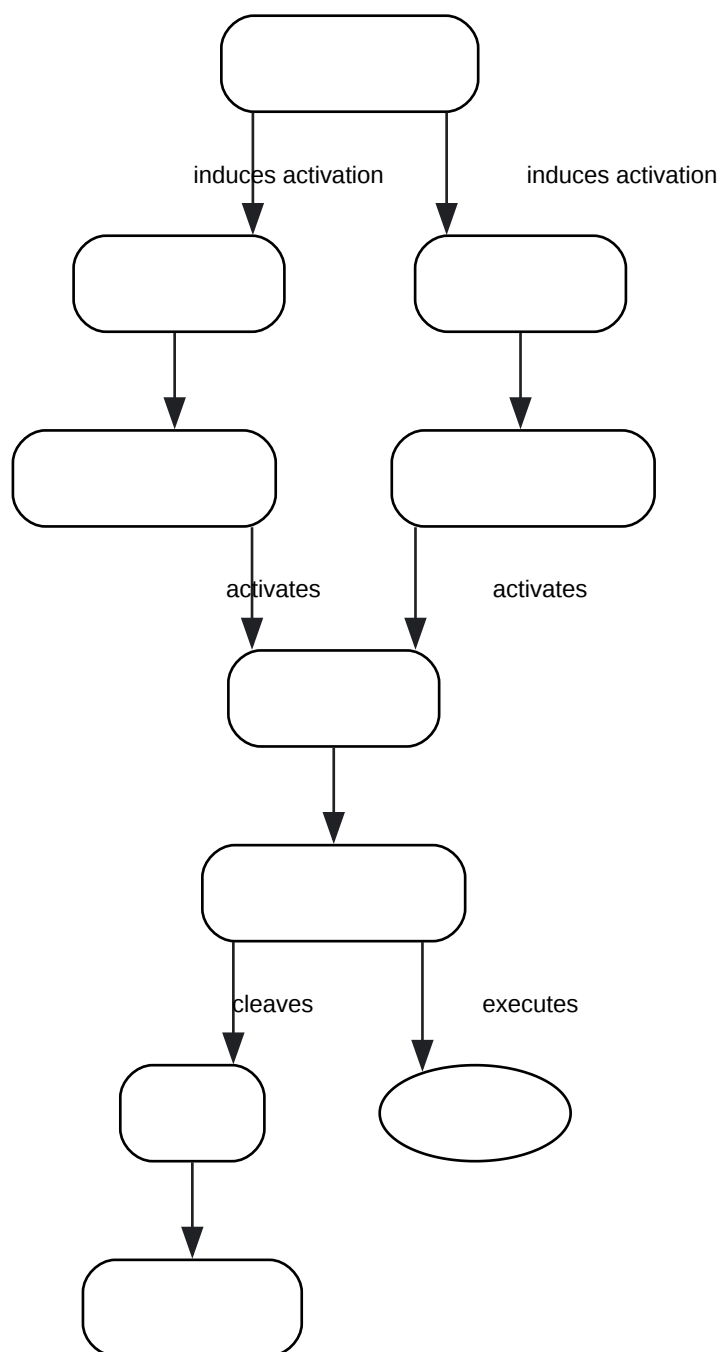 induces activation
induces activation
activates
activates
cleaves
executes